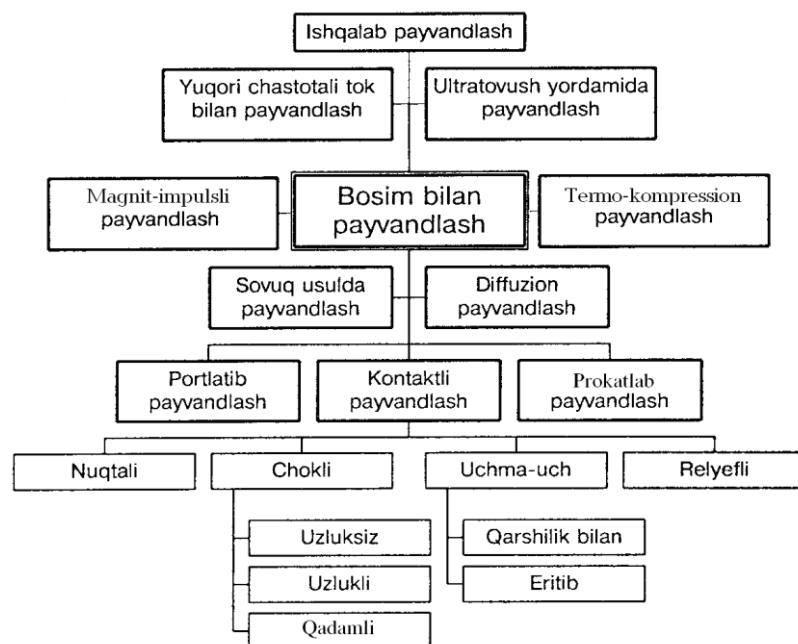 Ishqalab payvandlash
Yuqori chastotali tok
bilan payvandlash
Ultratovush yordamida
payvandlash
Magnit-impulsli
payvandlash
Bosim bilan
payvandlash
Termo-kompression
payvandlash
Sovuq usulda
payvandlash
Diffuzion
payvandlash
Portlatib
payvandlash
Kontaktli
payvandlash
Prokatlab
payvandlash
Nuqtali
Chokli
Uchma-uch
Relyefli
Uzluksiz
Uzlukli
Qadamli
Qarshilik bilan
Eritib